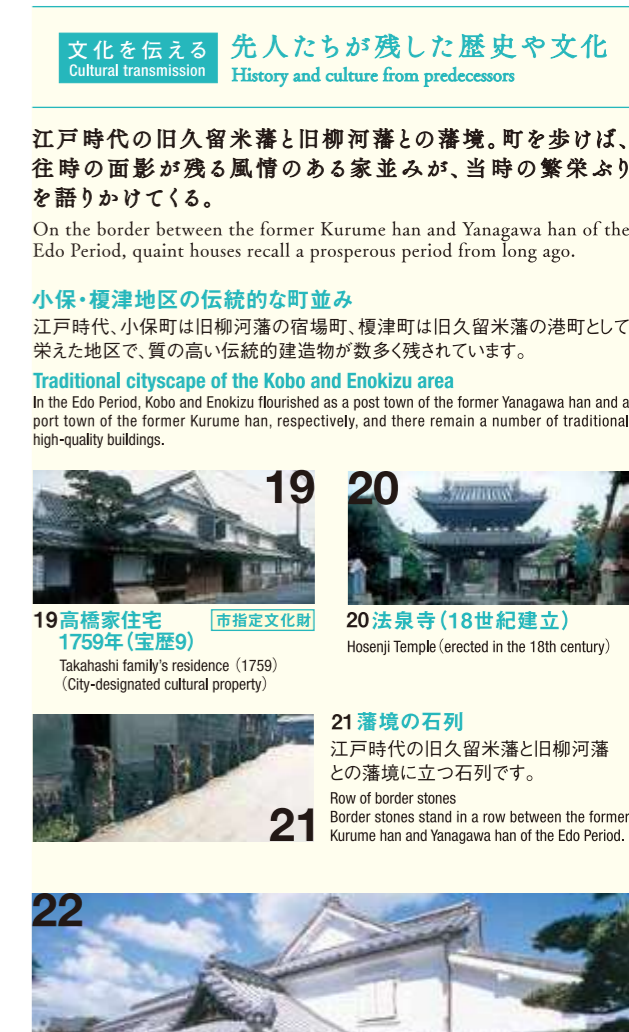 文化を伝える
Cultural transmission
先人たちが残した歴史や文化
History and culture from predecessors
江戸時代の旧久留米藩と旧柳河藩との藩境。町を歩けば、
往時の面影が残る風情のある家並みが、当時の繁栄ぶり
を語りかけてくる。
On the border between the former Kurume han and Yanagawa han of the
Edo Period, quaint houses recall a prosperous period from long ago.
小保・榎津地区の伝統的な町並み
江戸時代、小保町は旧柳河藩の宿場町、榎津町は旧久留米藩の港町として
栄えた地区で、質の高い伝統的建造物が数多く残されています。
Traditional cityscape of the Kobo and Enokizu area
In the Edo Period, Kobo and Enokizu flourished as a post town of the former Yanagawa han and a
port town of the former Kurume han, respectively, and there remain a number of traditional
high-quality buildings.
19
20
19高橋家住宅
1759年(宝歴9)
市指定文化財
Takahashi family's residence (1759)
(City-designated cultural property)
20法泉寺(18世紀建立)
Hosenji Temple(erected in the 18th century)
21
21藩境の石列
江戸時代の旧久留米藩と旧柳河藩
との藩境に立つ石列です。
Row of border stones
Border stones stand in a row between the former
Kurume han and Yanagawa han of the Edo Period.
22